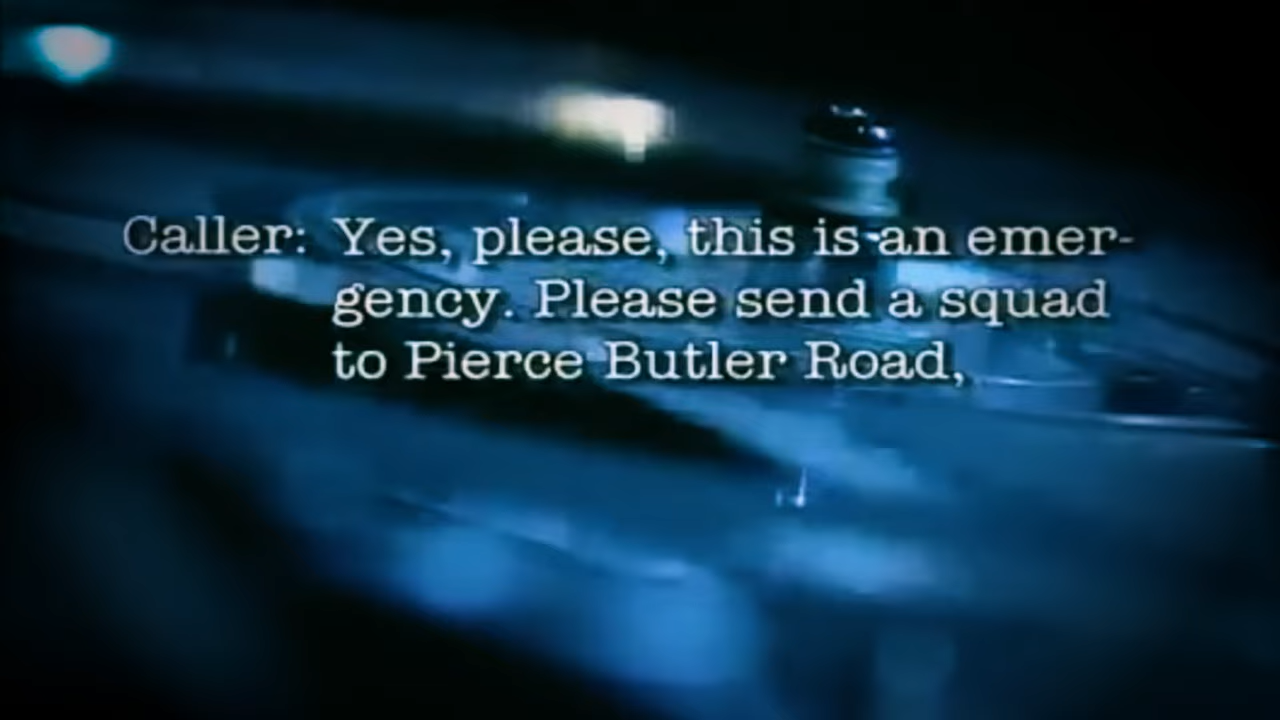 Caller: Yes, please, this is an emer-
gency. Please send a squad
to Pierce Butler Road,